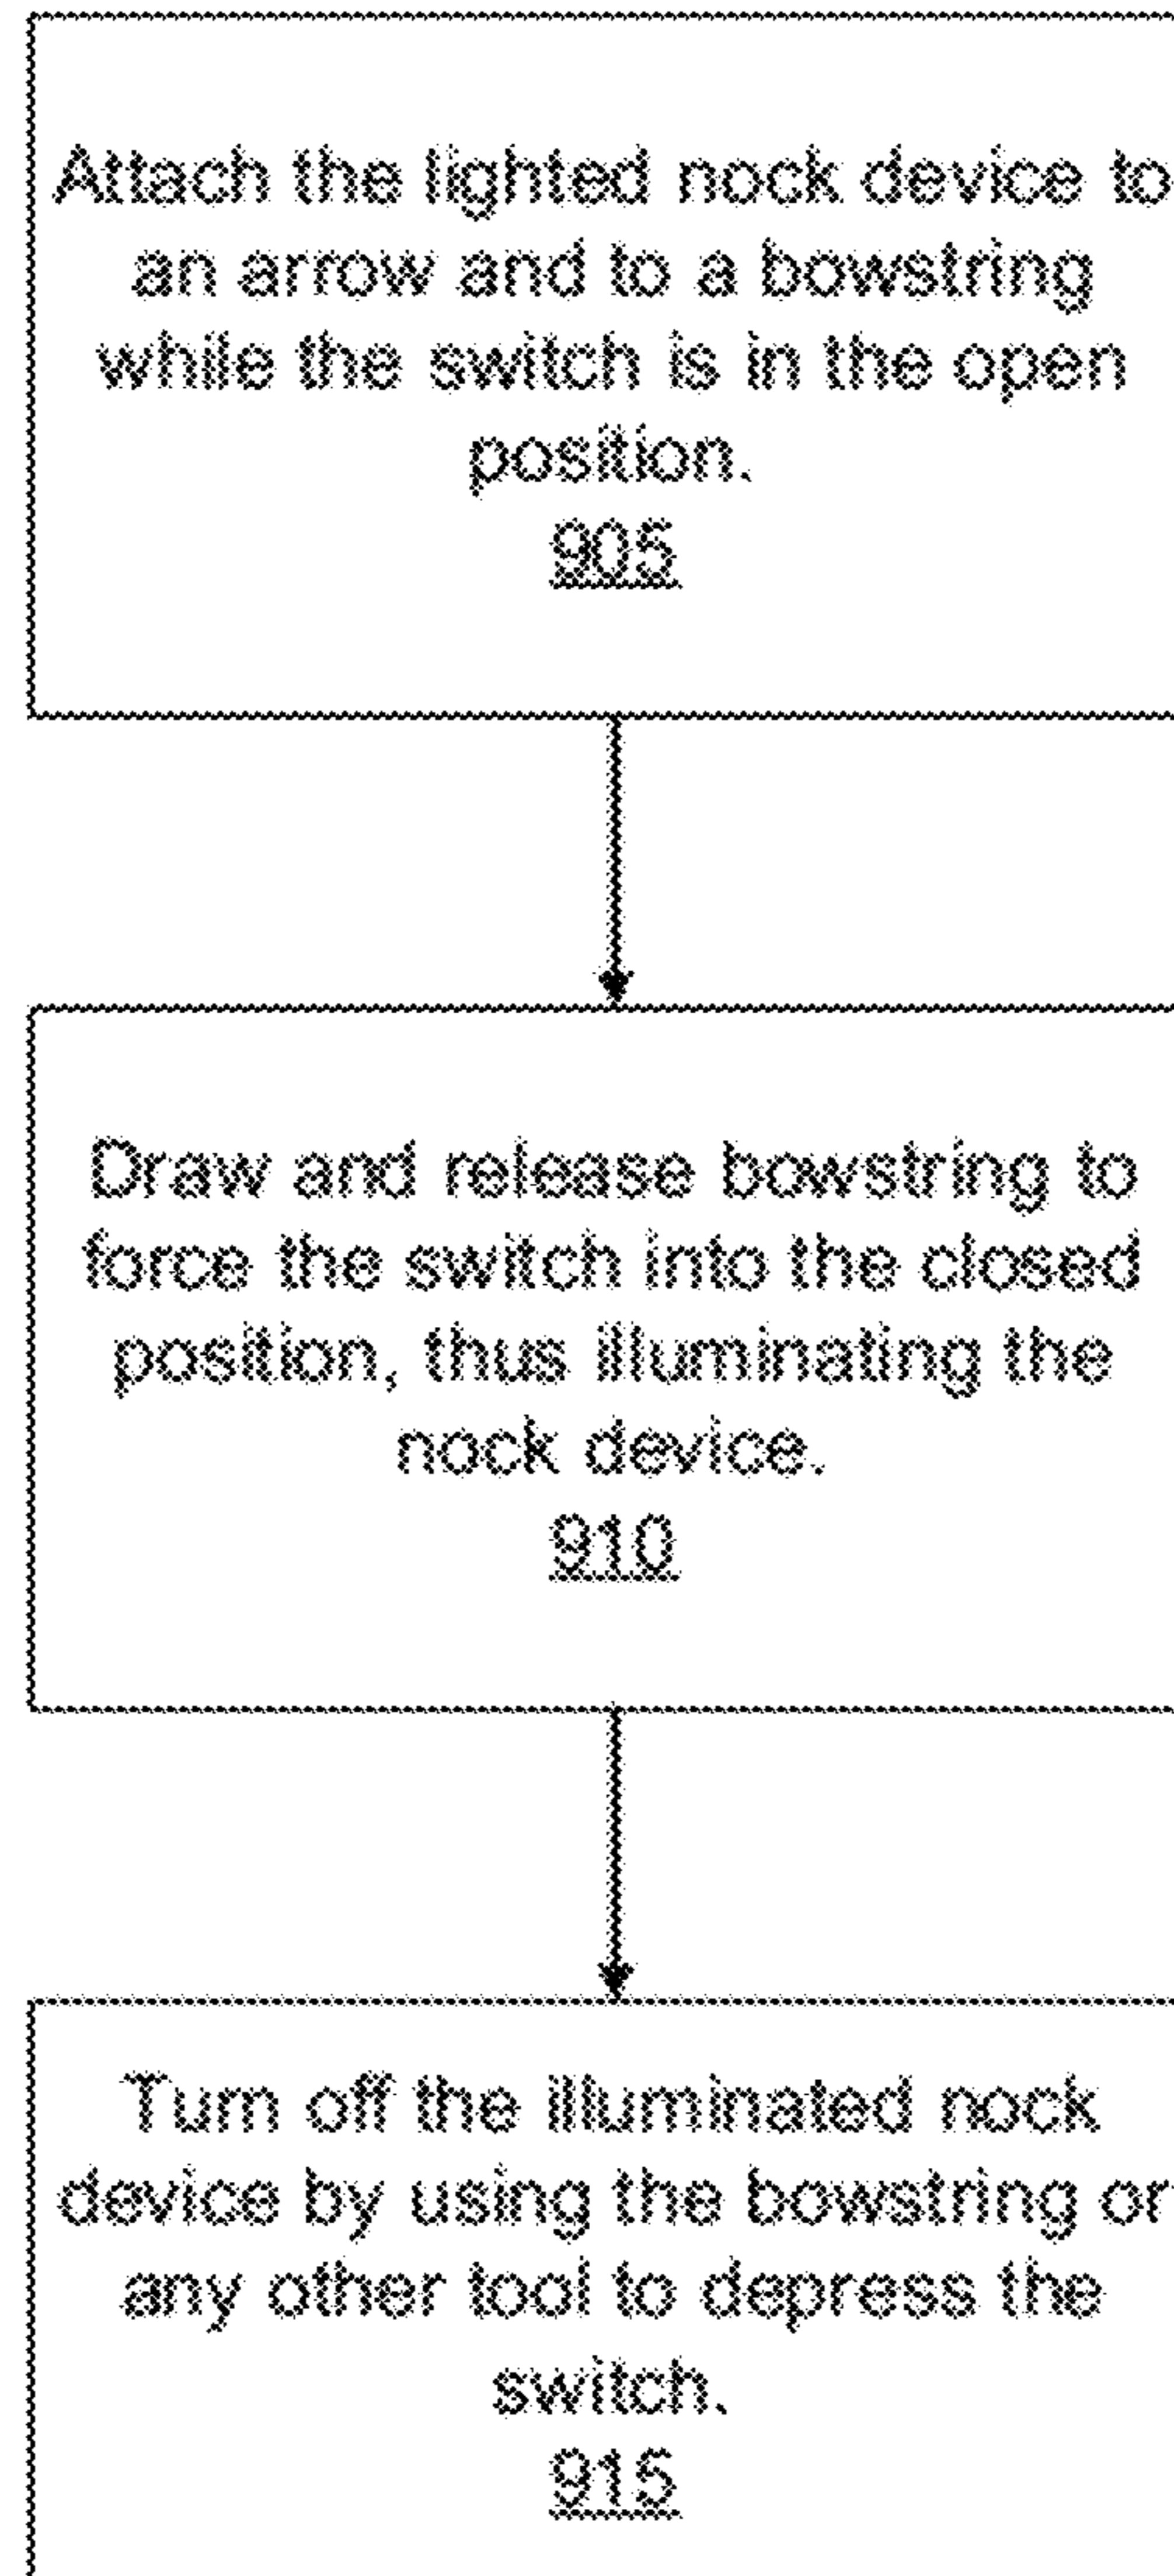 Attach the lighted nock device to
an arrow and to a bowstring
while the switch is in the open
position.
905
Draw and release bowstring to
force the switch into the closed
position, thus illuminating the
nock device.
910
Turn off the illuminated nock
device by using the bowstring or
any other tool to depress the
switch.
915